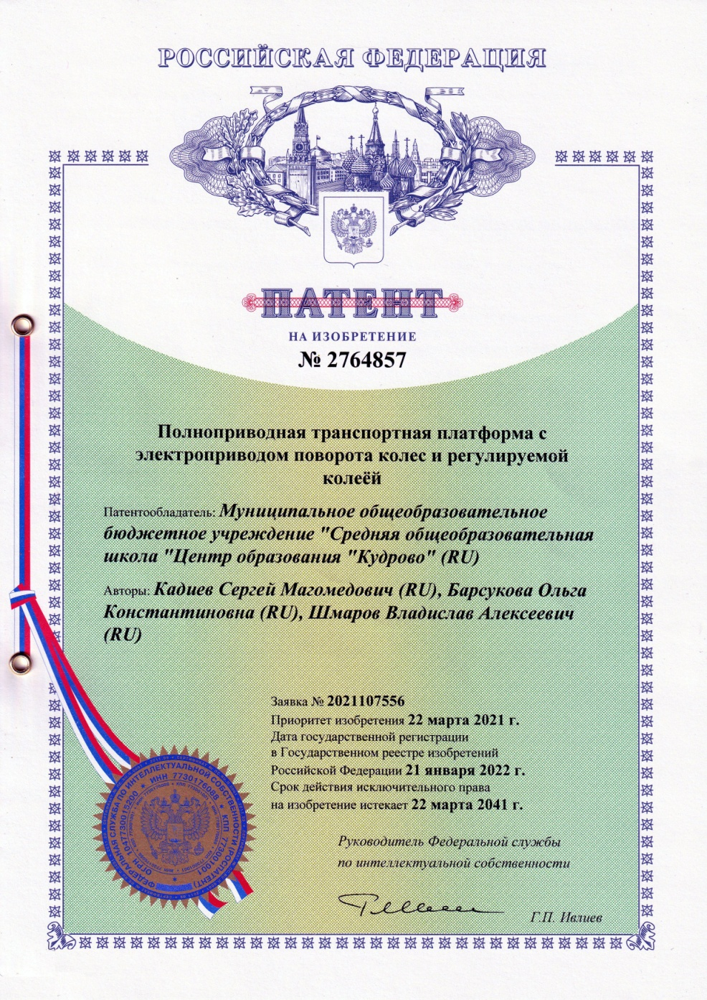 РОССИЙСКАЯ ФЕДЕРАЦИЯ
ПАТЕНТ
НА ИЗОБРЕТЕНИЕ
№ 2764857
Полноприводная транспортная платформа с
электроприводом поворота колес и регулируемой
колеёй
Патентообладатель: Муниципальное общеобразовательное
бюджетное учреждение "Средняя общеобразовательная
школа "Центр образования "Кудрово" (RU)
Авторы: Кадиев Сергей Магомедович (RU), Барсукова Ольга
Константиновна (RU), Шмаров Владислав Алексеевич
(RU)
Заявка № 2021107556
Приоритет изобретения 22 марта 2021 г.
Дата государственной регистрации
в Государственном реестре изобретений
Российской Федерации 21 января 2022 г.
Срок действия исключительного права
на изобретение истекает 22 марта 2041 г.
Руководитель Федеральной службы
по интеллектуальной собственности
Г.П. Ивлиев
ФЕДЕРАЛЬНАЯ СЛУЖБА ПО ИНТЕЛЛЕКТУАЛЬНОЙ СОБСТВЕННОСТИ (РОСПАТЕНТ)
ОГРН 1047730015200 * ИНН 7730176088 * КПП 773001001